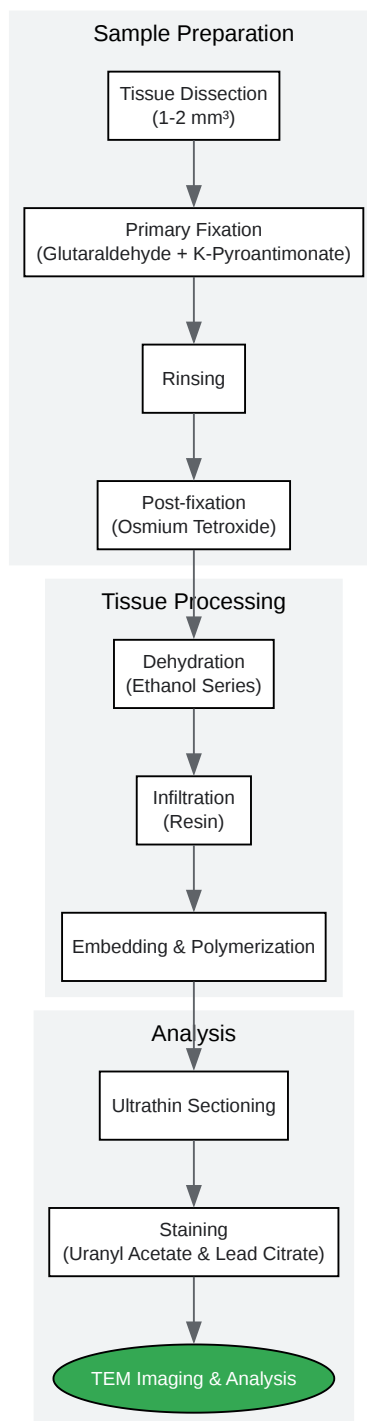 Sample Preparation
Tissue Dissection
(1-2 mm³)
Primary Fixation
(Glutaraldehyde + K-Pyroantimonate)
Rinsing
Post-fixation
(Osmium Tetroxide)
Tissue Processing
Dehydration
(Ethanol Series)
Infiltration
(Resin)
Embedding & Polymerization
Analysis
Ultrathin Sectioning
Staining
(Uranyl Acetate & Lead Citrate)
TEM Imaging & Analysis